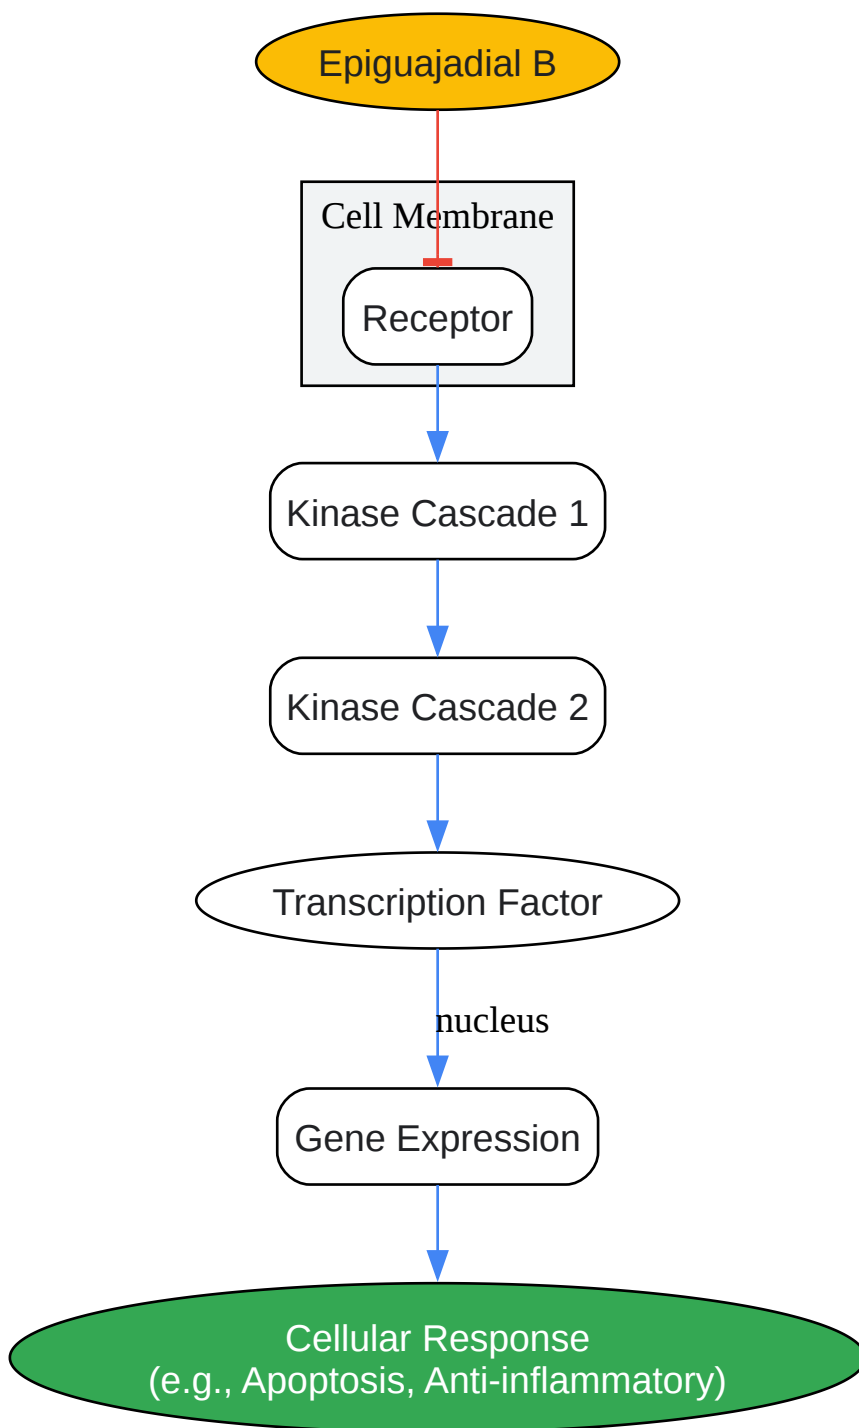 Epiguajadial B
Cell Membrane
Receptor
Kinase Cascade 1
Kinase Cascade 2
Transcription Factor
nucleus
Gene Expression
Cellular Response
(e.g., Apoptosis, Anti-inflammatory)